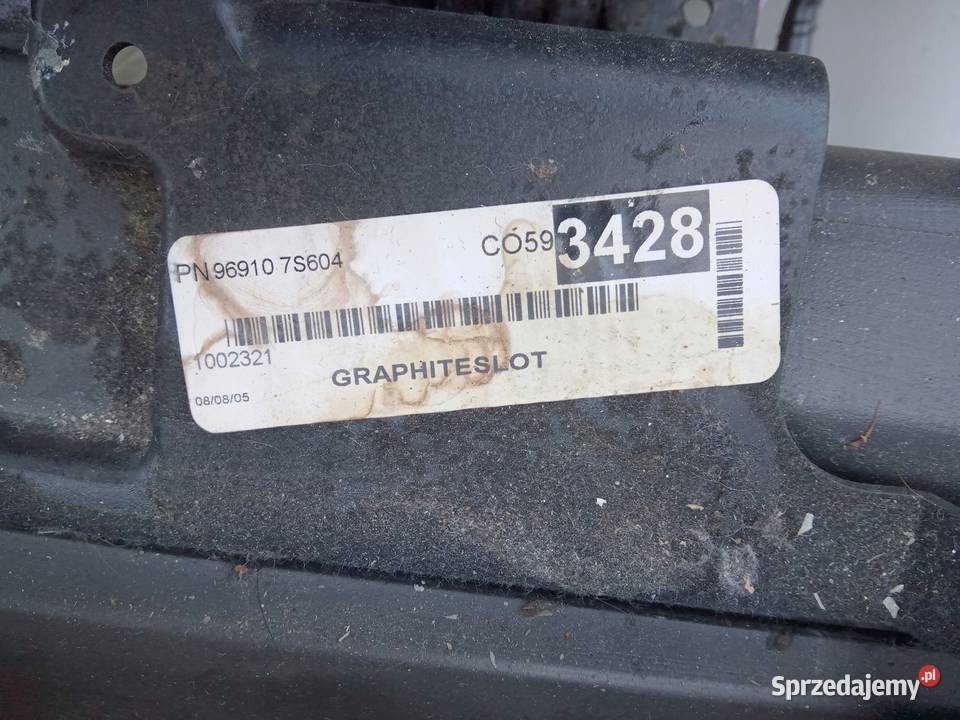 PN 96910 7S604
CO59 3428
1002321
GRAPHITESLOT
08/08/05
Sprzedajemy.pl